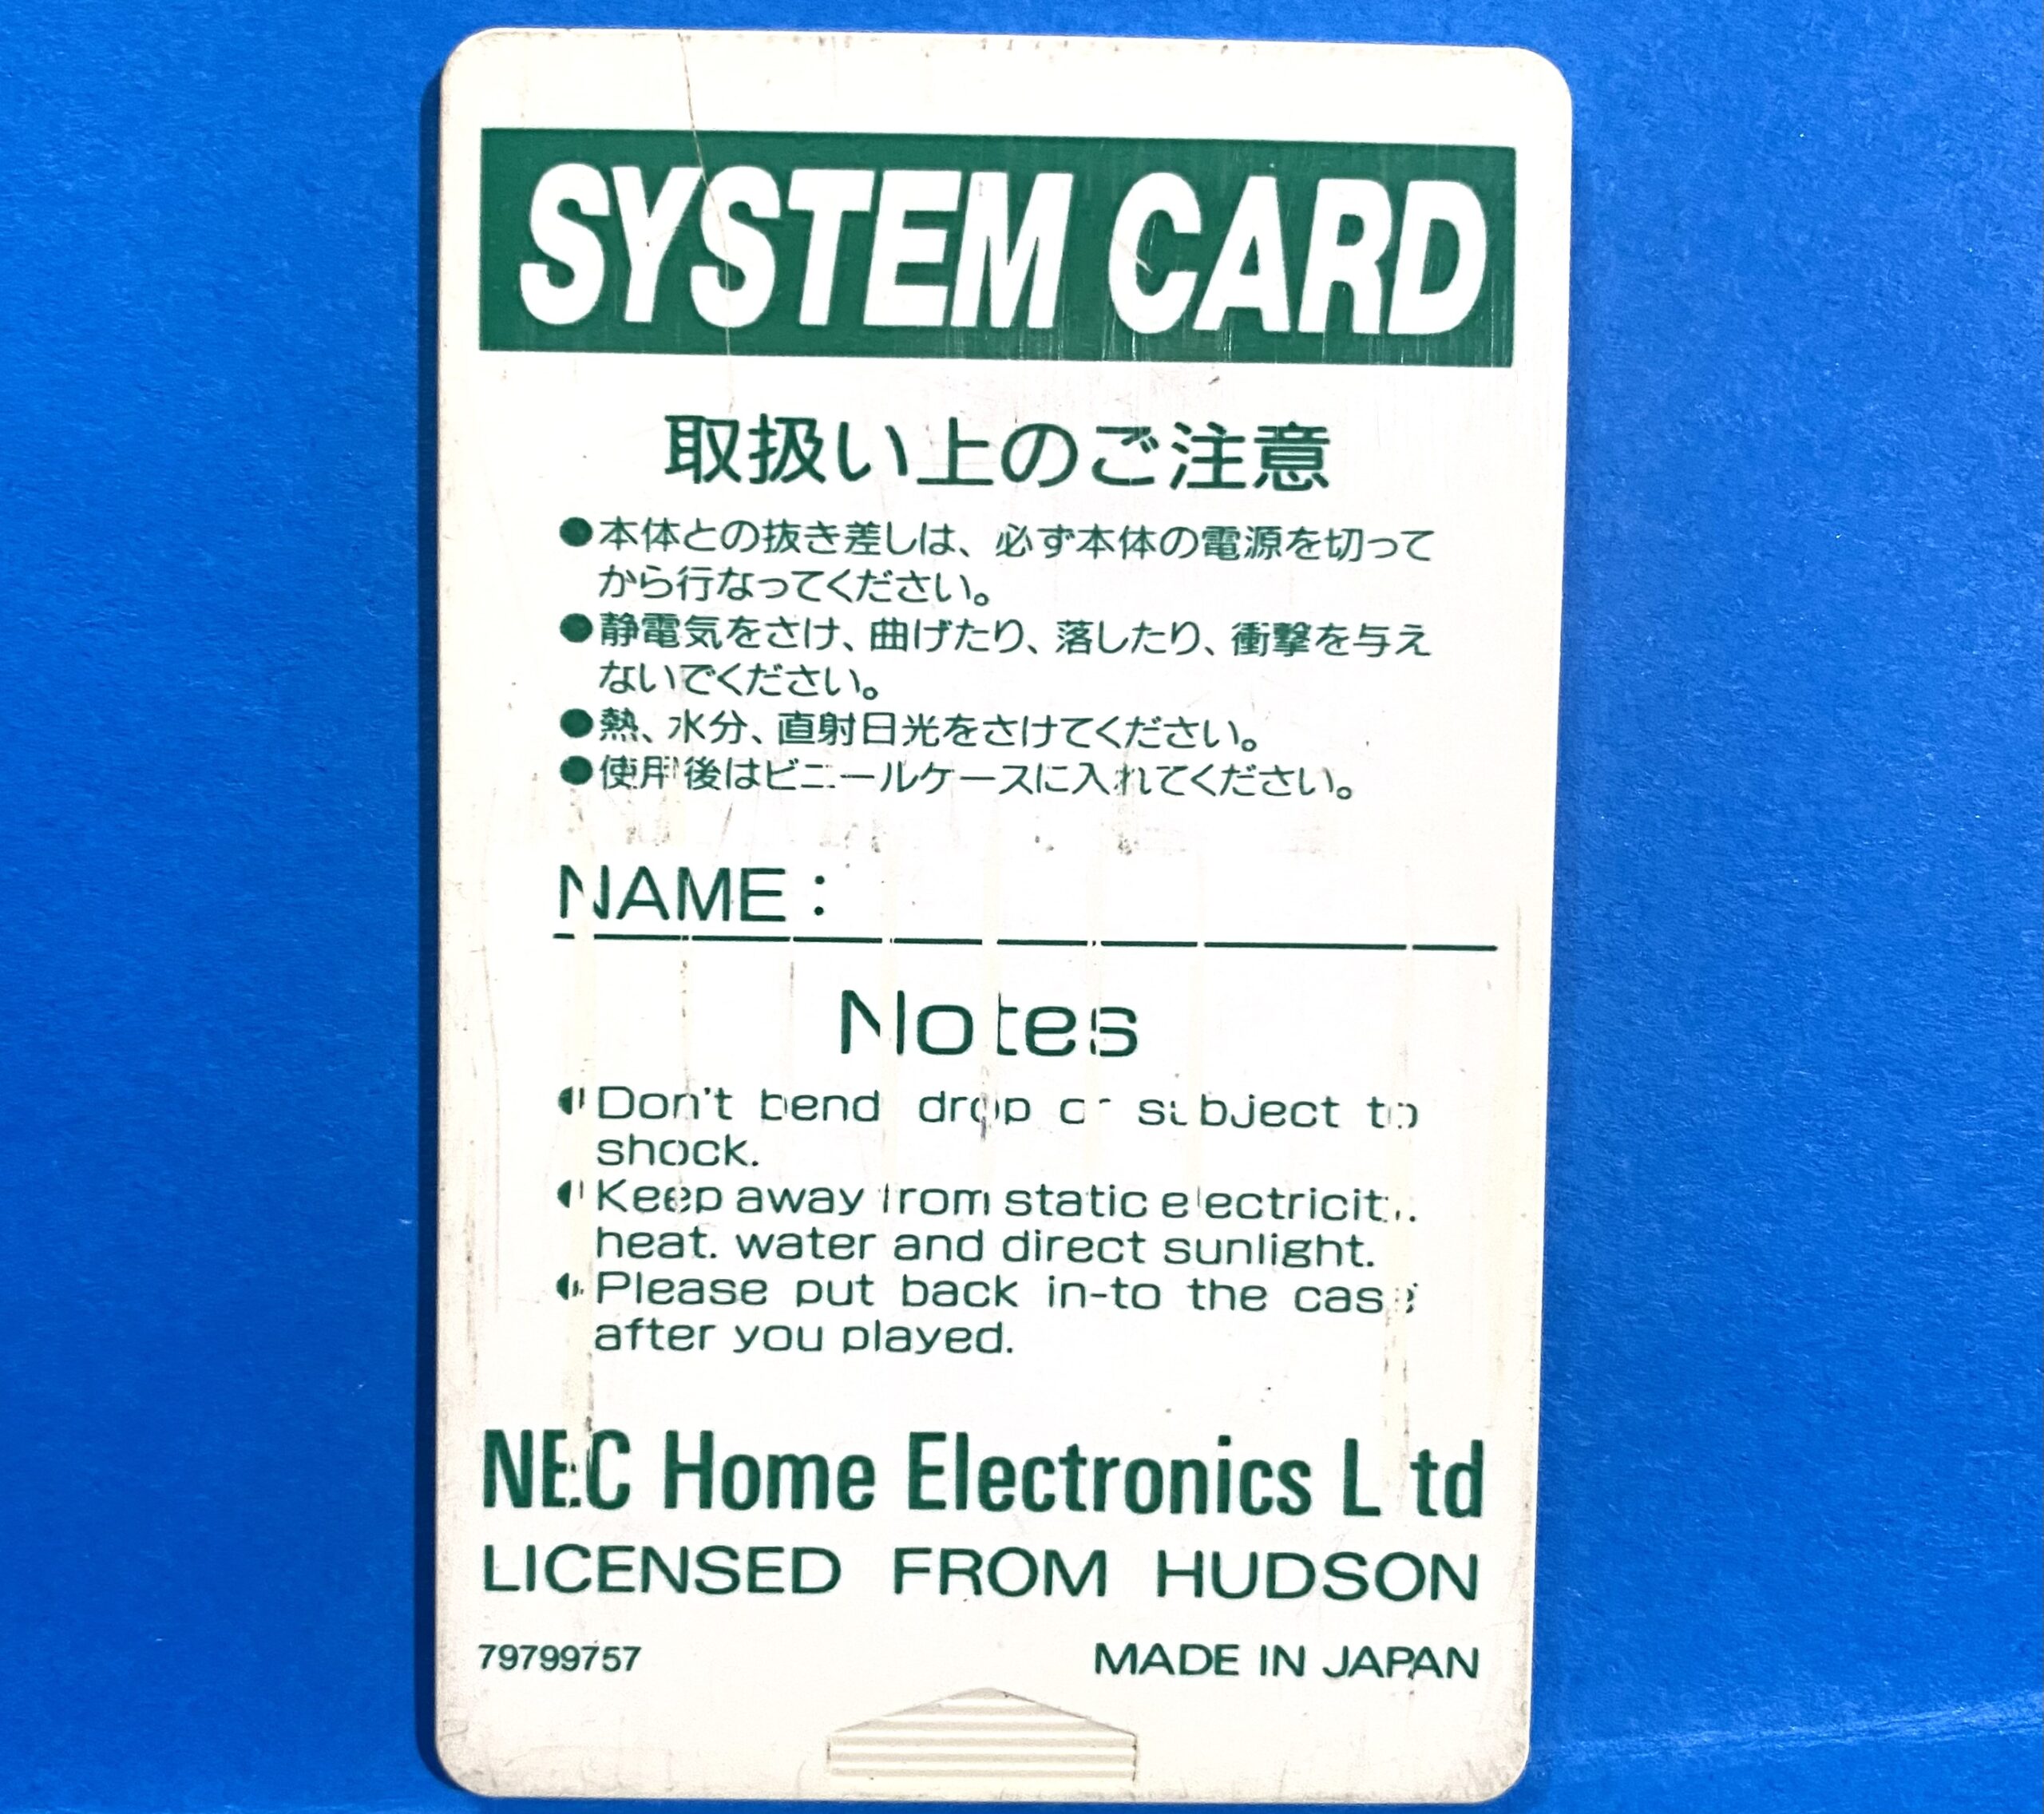 SYSTEM CARD
取扱い上のご注意
●本体との抜き差しは、必ず本体の電源を切って
から行なってください。
●静電気をさけ、曲げたり、落したり、衝撃を与え
ないでください。
●熱、水分、直射日光をさけてください。
●使用後はビニールケースに入れてください。
NAME :
Notes
●Don't bend drop or subject to
shock.
●Keep away from static electricity.
heat. water and direct sunlight.
●Please put back in-to the case
after you played.
NEC Home Electronics Ltd
LICENSED FROM HUDSON
79799757 MADE IN JAPAN